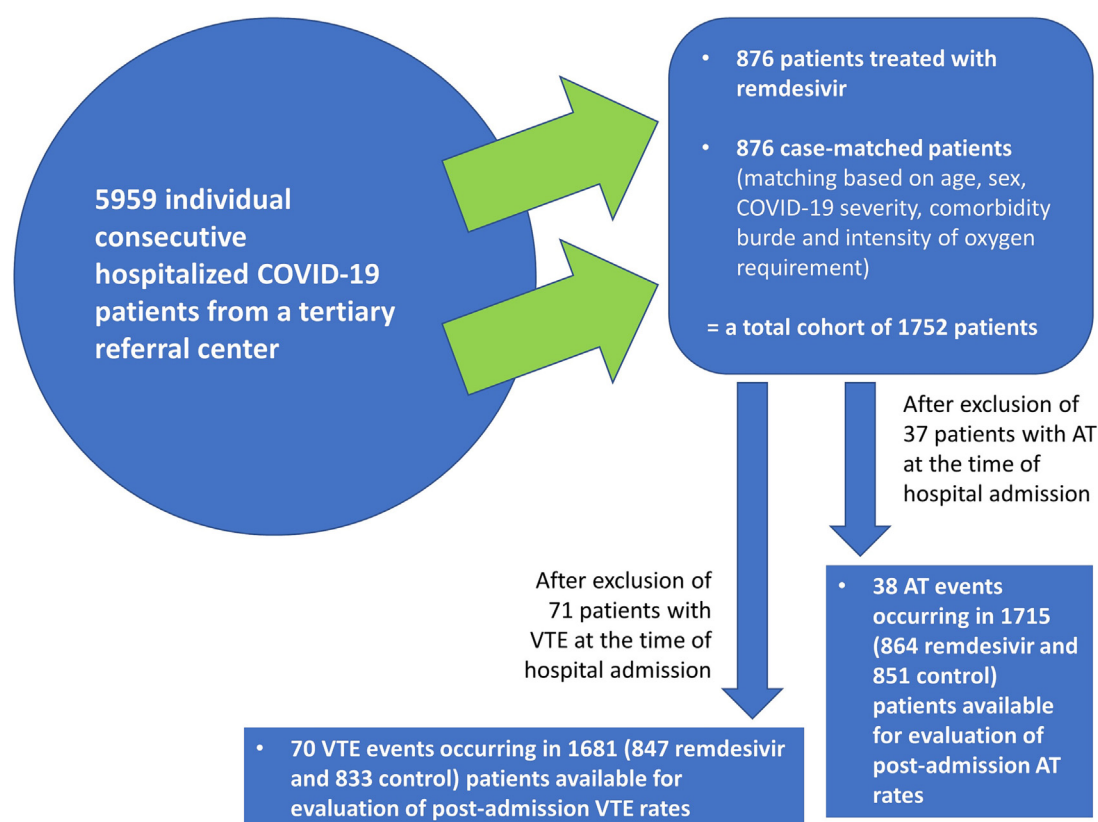 5959 individual
consecutive
hospitalized COVID-19
patients from a tertiary
referral center
• 876 patients treated with
remdesivir
• 876 case-matched patients
(matching based on age, sex,
COVID-19 severity, comorbidity
burde and intensity of oxygen
requirement)
= a total cohort of 1752 patients
After exclusion of
37 patients with AT
at the time of
hospital admission
After exclusion of
71 patients with
VTE at the time of
hospital admission
• 38 AT events
occurring in 1715
(864 remdesivir and
851 control)
patients available
for evaluation of
post-admission AT
rates
• 70 VTE events occurring in 1681 (847 remdesivir
and 833 control) patients available for
evaluation of post-admission VTE rates